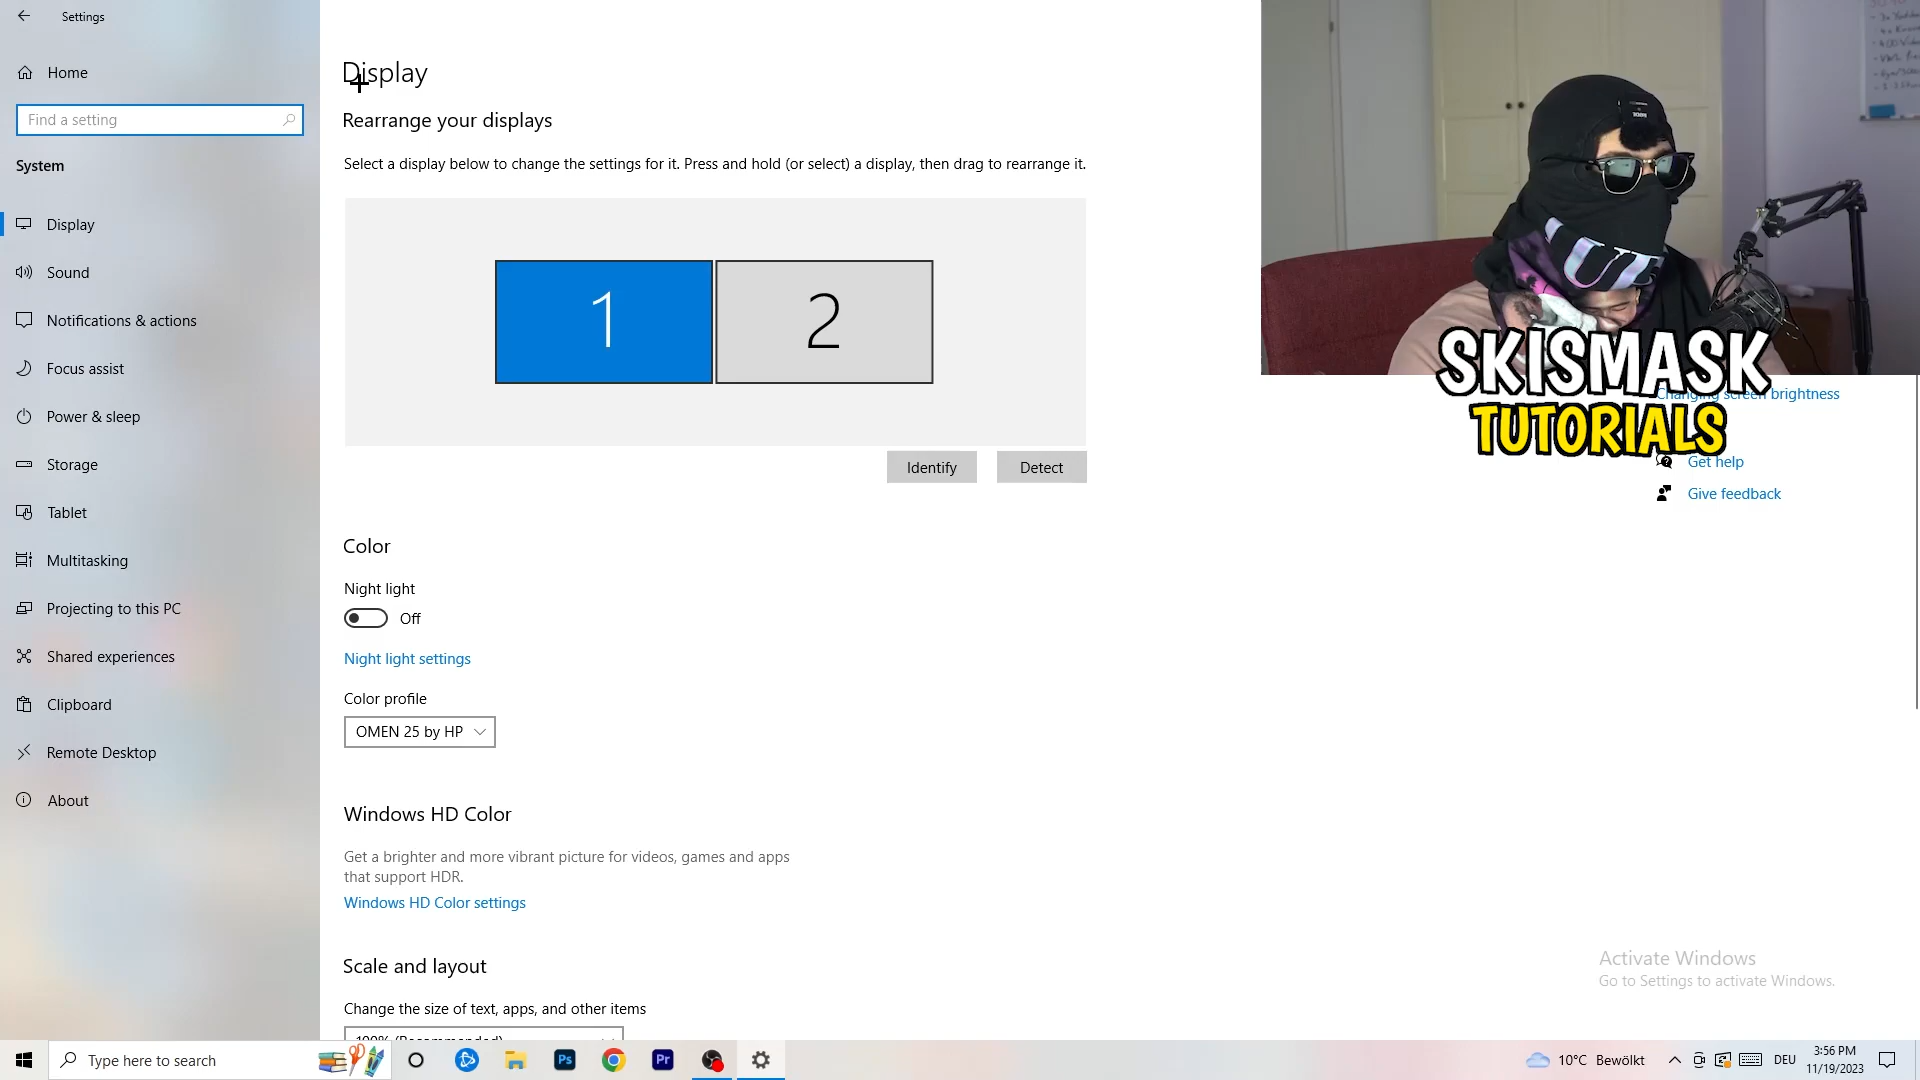 Settings
Home
Find a setting
System
Display
Sound
Notifications & actions
Focus assist
Power & sleep
Storage
Tablet
Multitasking
Projecting to this PC
Shared experiences
Clipboard
Remote Desktop
About
Display
Rearrange your displays
Select a display below to change the settings for it. Press and hold (or select) a display, then drag to rearrange it.
1
2
Identify
Detect
Color
Night light
Off
Night light settings
Color profile
OMEN 25 by HP
Windows HD Color
Get a brighter and more vibrant picture for videos, games and apps
that support HDR.
Windows HD Color settings
Scale and layout
Change the size of text, apps, and other items
100% (Recommended)
SKISMASK
TUTORIALS
Changing screen brightness
Get help
Give feedback
Activate Windows
Go to Settings to activate Windows.
Type here to search
Ps
Pr
10°C Bewölkt
DEU
3:56 PM
11/19/2023